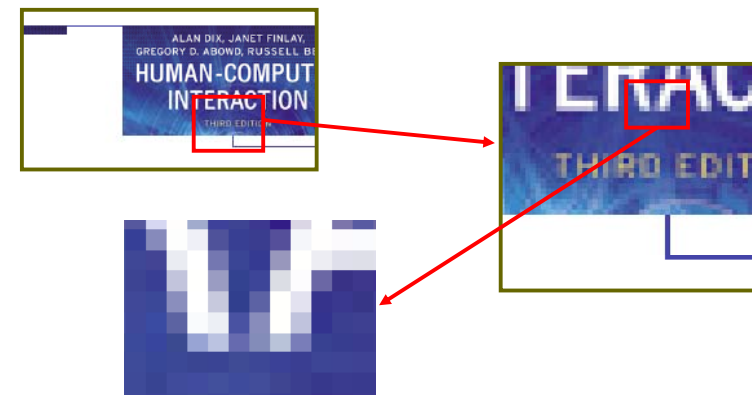 ALAN DIX, JANET FINLAY,
GREGORY D. ABOWD, RUSSELL BE
HUMAN-COMPUT
INTERACTION
THIRD EDITION
TERAC
THIRD EDIT